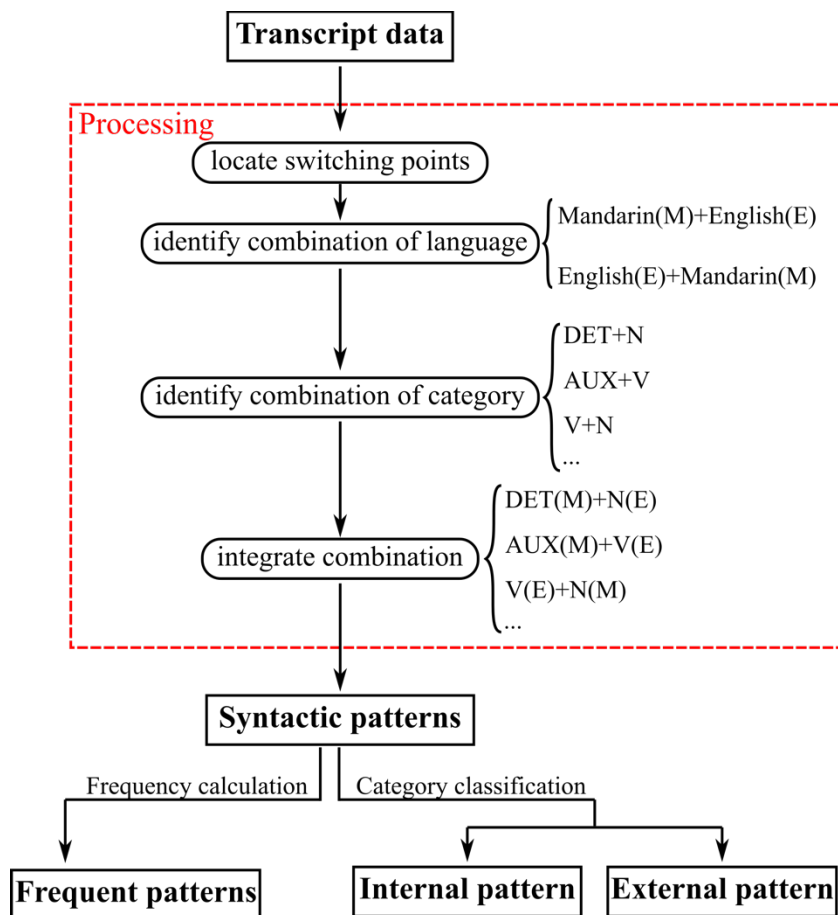 Transcript data
Processing
locate switching points
identify combination of language
Mandarin(M)+English(E)
English(E)+Mandarin(M)
identify combination of category
DET+N
AUX+V
V+N
...
integrate combination
DET(M)+N(E)
AUX(M)+V(E)
V(E)+N(M)
...
Syntactic patterns
Frequency calculation
Category classification
Frequent patterns
Internal pattern
External pattern